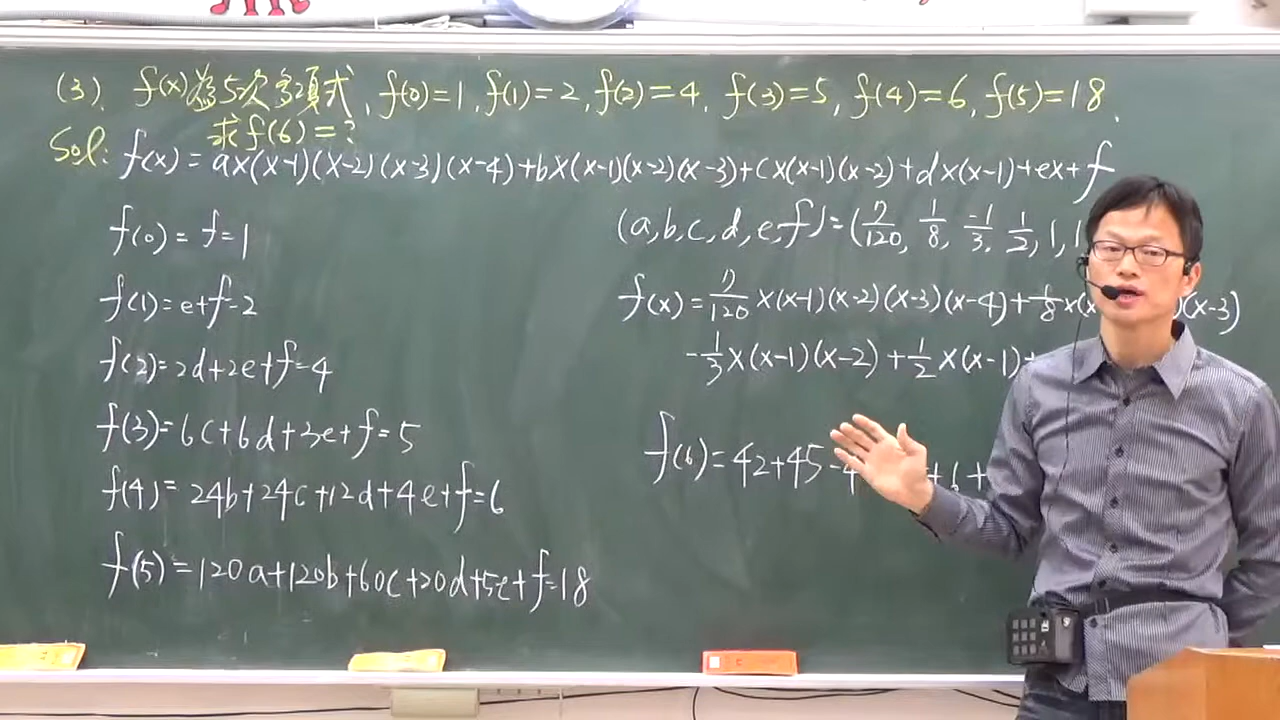 (3). f(x)為5次多項式, f(0)=1, f(1)=2, f(2)=4, f(3)=5, f(4)=6, f(5)=18.
求f(6)=?
Sol: f(x)=ax(x-1)(x-2)(x-3)(x-4)+bx(x-1)(x-2)(x-3)+cx(x-1)(x-2)+dx(x-1)+ex+f
f(0)=f=1
f(1)=e+f=2
f(2)=2d+2e+f=4
f(3)=6c+6d+3e+f=5
f(4)=24b+24c+12d+4e+f=6
f(5)=120a+120b+60c+20d+5e+f=18
(a,b,c,d,e,f)=(7/120, 1/8, -1/3, 1/2, 1, 1
f(x)=7/120 x(x-1)(x-2)(x-3)(x-4)+1/8 x(x )(x-3)
-1/3 x(x-1)(x-2)+1/2 x(x-1)+
f(6)=42+45-4 +6+